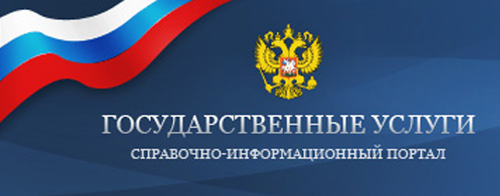 ГОСУДАРСТВЕННЫЕ УСЛУГИ
СПРАВОЧНО-ИНФОРМАЦИОННЫЙ ПОРТАЛ